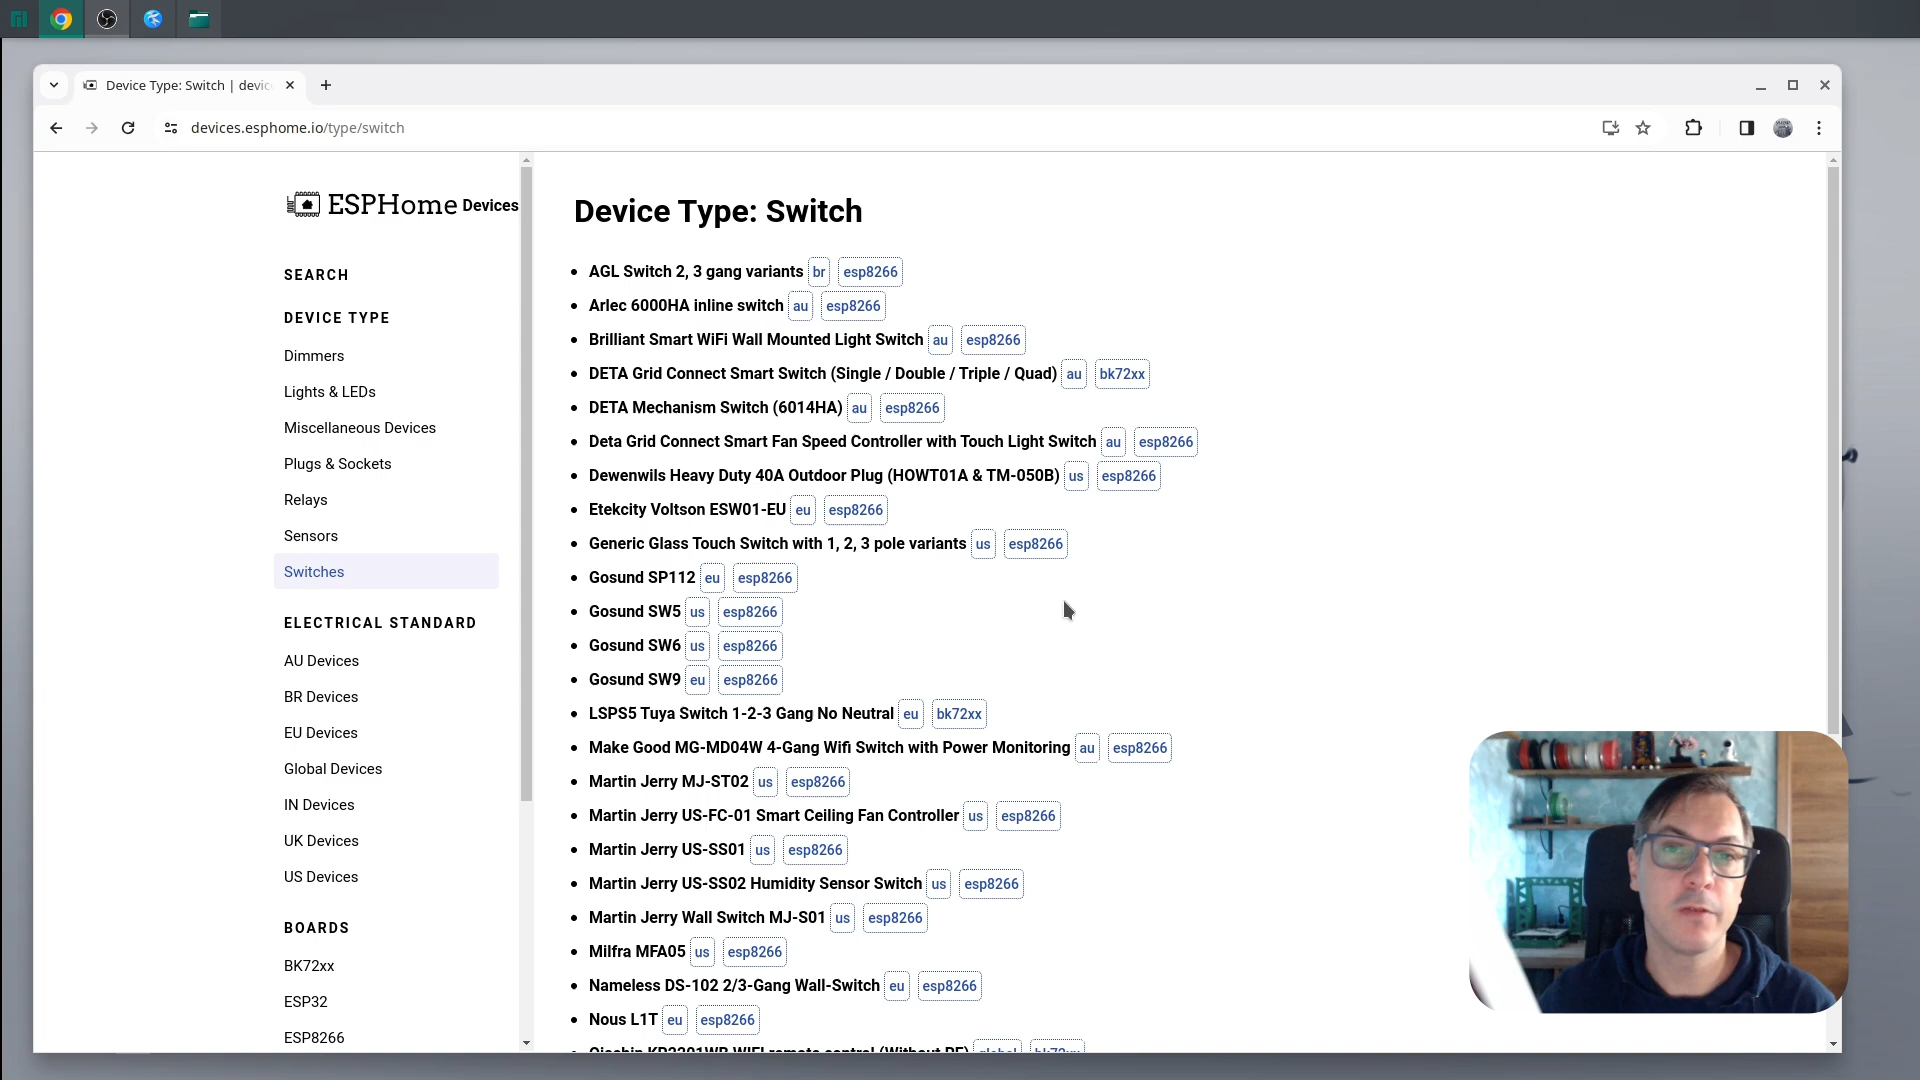 Device Type: Switch | devic
devices.esphome.io/type/switch
ESPHome Devices
SEARCH
DEVICE TYPE
Dimmers
Lights & LEDs
Miscellaneous Devices
Plugs & Sockets
Relays
Sensors
Switches
ELECTRICAL STANDARD
AU Devices
BR Devices
EU Devices
Global Devices
IN Devices
UK Devices
US Devices
BOARDS
BK72xx
ESP32
ESP8266
Device Type: Switch
AGL Switch 2, 3 gang variants br esp8266
Arlec 6000HA inline switch au esp8266
Brilliant Smart WiFi Wall Mounted Light Switch au esp8266
DETA Grid Connect Smart Switch (Single / Double / Triple / Quad) au bk72xx
DETA Mechanism Switch (6014HA) au esp8266
Deta Grid Connect Smart Fan Speed Controller with Touch Light Switch au esp8266
Dewenwils Heavy Duty 40A Outdoor Plug (HOWT01A & TM-050B) us esp8266
Etekcity Voltson ESW01-EU eu esp8266
Generic Glass Touch Switch with 1, 2, 3 pole variants us esp8266
Gosund SP112 eu esp8266
Gosund SW5 us esp8266
Gosund SW6 us esp8266
Gosund SW9 eu esp8266
LSPS5 Tuya Switch 1-2-3 Gang No Neutral eu bk72xx
Make Good MG-MD04W 4-Gang Wifi Switch with Power Monitoring au esp8266
Martin Jerry MJ-ST02 us esp8266
Martin Jerry US-FC-01 Smart Ceiling Fan Controller us esp8266
Martin Jerry US-SS01 us esp8266
Martin Jerry US-SS02 Humidity Sensor Switch us esp8266
Martin Jerry Wall Switch MJ-S01 us esp8266
Milfra MFA05 us esp8266
Nameless DS-102 2/3-Gang Wall-Switch eu esp8266
Nous L1T eu esp8266